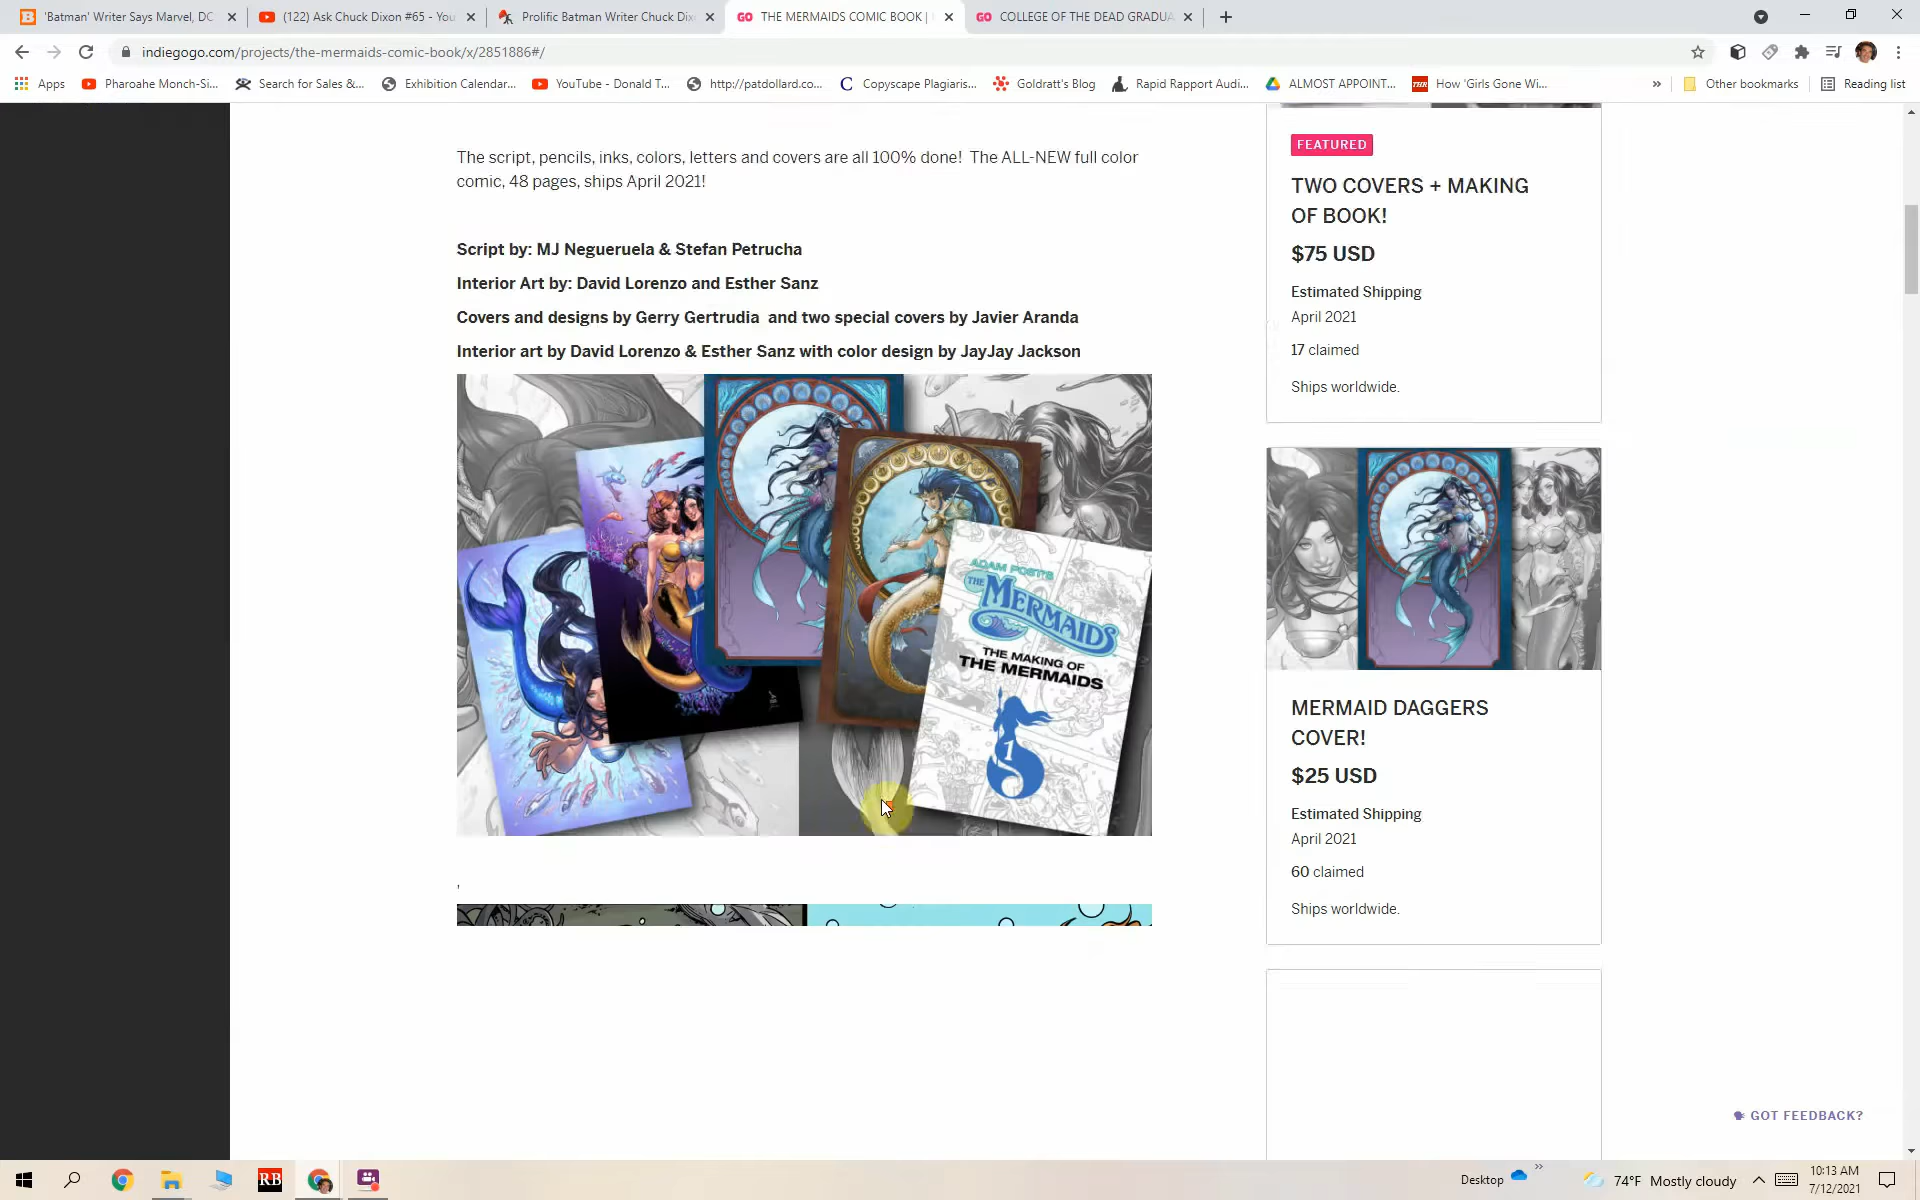 'Batman' Writer Says Marvel, DC
(122) Ask Chuck Dixon #65 - You
Prolific Batman Writer Chuck Dix
GO THE MERMAIDS COMIC BOOK |
GO COLLEGE OF THE DEAD GRADUA
indiegogo.com/projects/the-mermaids-comic-book/x/2851886#/
Apps
Pharoahe Monch-Si...
Search for Sales &...
Exhibition Calendar...
YouTube - Donald T...
http://patdollard.co...
Copyscape Plagiaris...
Goldratt's Blog
Rapid Rapport Audi...
ALMOST APPOINT...
How 'Girls Gone Wi...
»
Other bookmarks
Reading list
The script, pencils, inks, colors, letters and covers are all 100% done! The ALL-NEW full color
comic, 48 pages, ships April 2021!
Script by: MJ Negueruela & Stefan Petrucha
Interior Art by: David Lorenzo and Esther Sanz
Covers and designs by Gerry Gertrudia and two special covers by Javier Aranda
Interior art by David Lorenzo & Esther Sanz with color design by JayJay Jackson
ADAM POST'S
THE MERMAIDS
THE MAKING OF
THE MERMAIDS
1
,
FEATURED
TWO COVERS + MAKING
OF BOOK!
$75 USD
Estimated Shipping
April 2021
17 claimed
Ships worldwide.
MERMAID DAGGERS
COVER!
$25 USD
Estimated Shipping
April 2021
60 claimed
Ships worldwide.
GOT FEEDBACK?
RB
Desktop
»
74°F Mostly cloudy
10:13 AM
7/12/2021